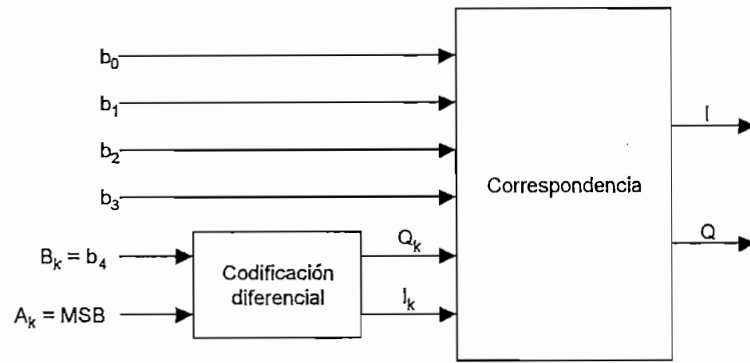 b0
b1
b2
b3
Bk = b4
Ak = MSB
Codificación
diferencial
Qk
Ik
Correspondencia
I
Q